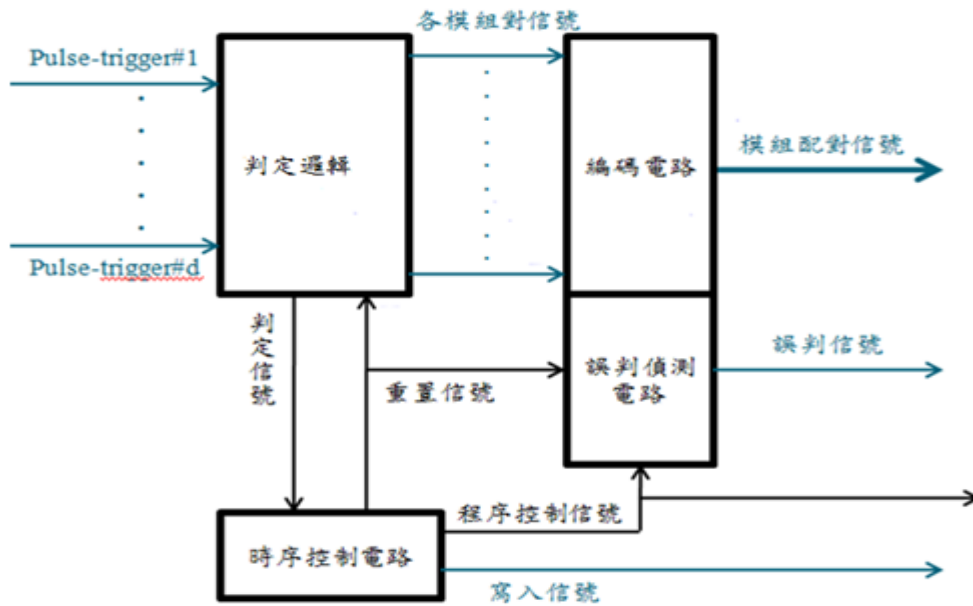 各模組對信號
Pulse-trigger#1
判定邏輯
編碼電路
模組配對信號
Pulse-trigger#d
判定信號
重置信號
誤判偵測
電路
誤判信號
程序控制信號
時序控制電路
寫入信號